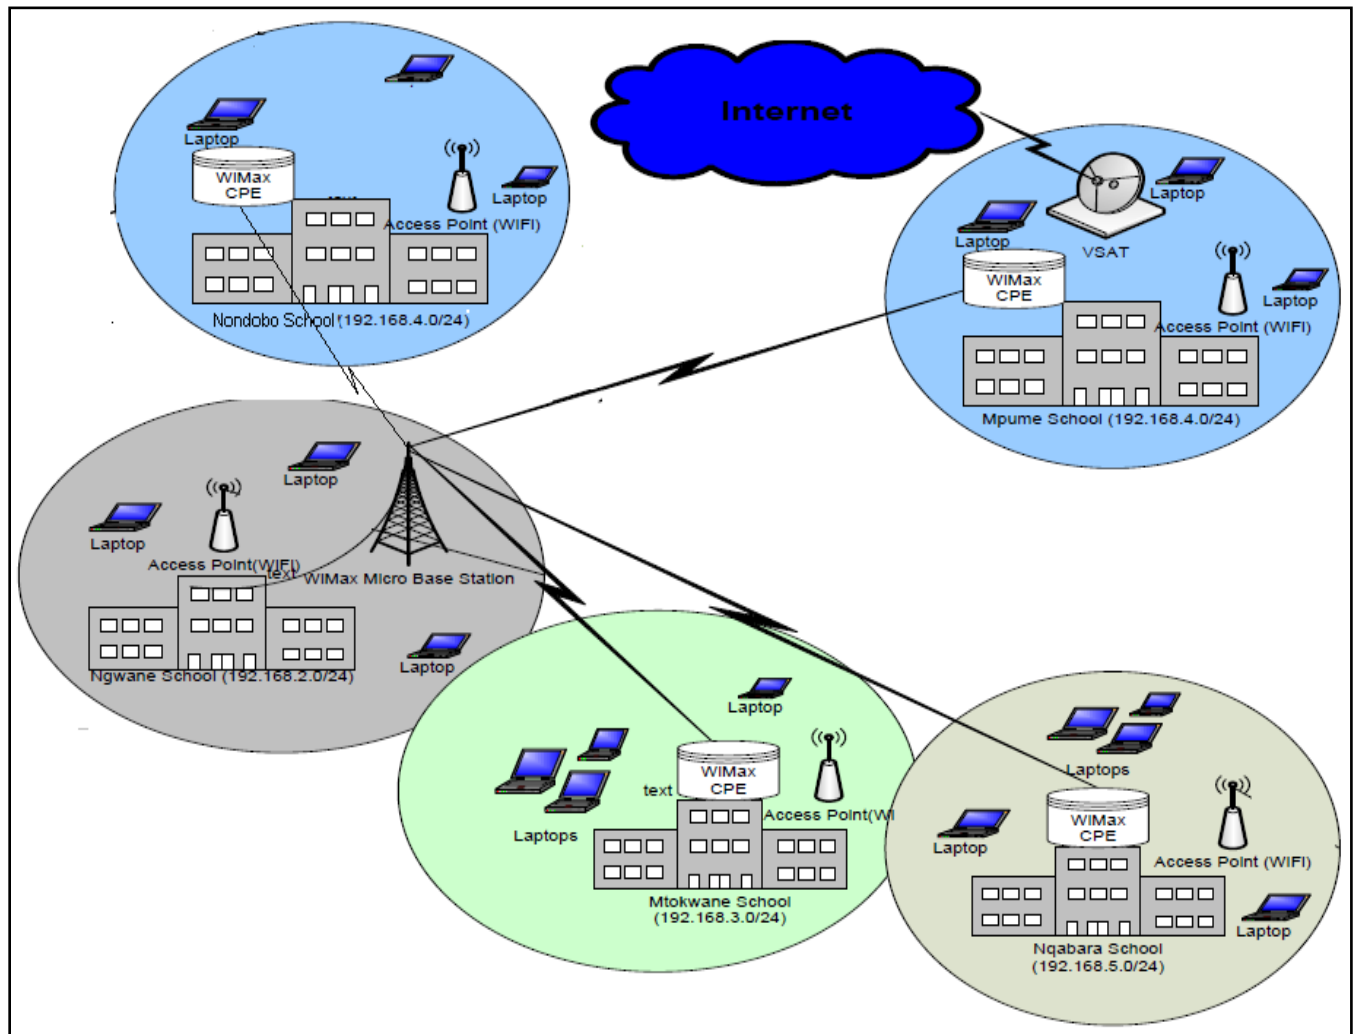 Internet
Laptop
WIMax
CPE
Laptop
Access Point (WIFI)
Nondobo School (192.168.4.0/24)
Laptop
Laptop
VSAT
WIMax
CPE
Laptop
Access Point (WIFI)
Mpume School (192.168.4.0/24)
Laptop
Laptop
Access Point(WIFI)
text
WIMax Micro Base Station
Laptop
Ngwane School (192.168.2.0/24)
Laptop
WIMax
CPE
text
Laptops
Access Point(WI
Mtokwane School
(192.168.3.0/24)
Laptops
WIMax
CPE
Laptop
Access Point (WIFI)
Laptop
Nqabara School
(192.168.5.0/24)